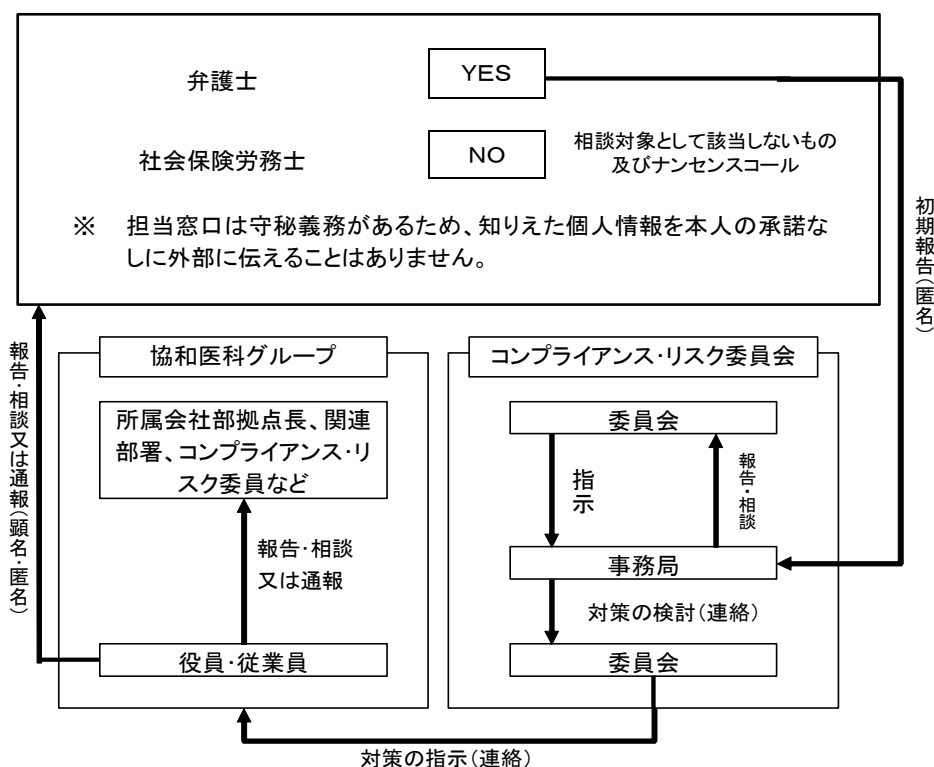 弁護士
YES
社会保険労務士
NO
相談対象として該当しないもの
及びナンセンスコール
※ 担当窓口は守秘義務があるため、知りえた個人情報を本人の承諾な
しに外部に伝えることはありません。
初期報告(匿名)
報告・相談又は通報(顕名・匿名)
協和医科グループ
所属会社部拠点長、関連
部署、コンプライアンス・リ
スク委員など
報告・相談
又は通報
役員・従業員
コンプライアンス・リスク委員会
委員会
指示
報告・相談
事務局
対策の検討(連絡)
委員会
対策の指示(連絡)